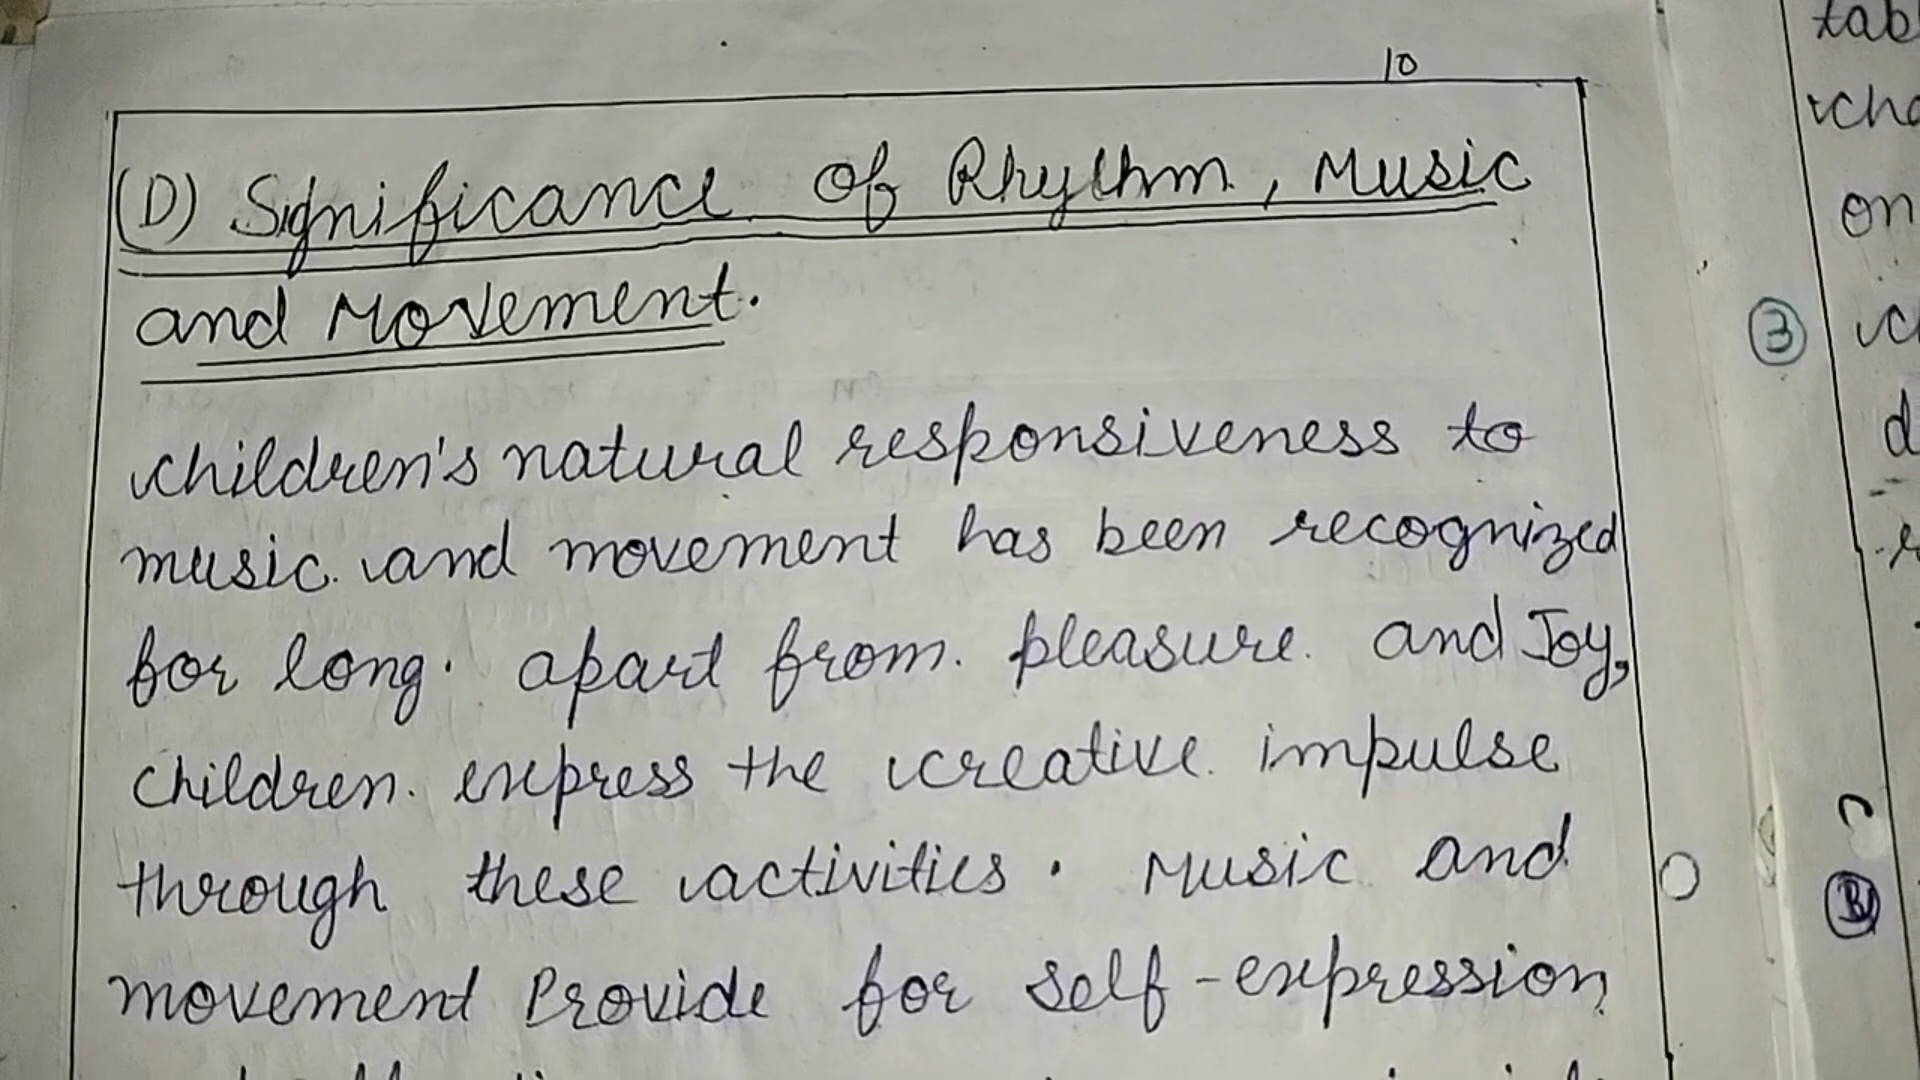 10
(D) Significance of Rhythm, Music
and Movement.
children's natural responsiveness to
music and movement has been recognized
for long. apart from pleasure and Joy,
children express the creative impulse
through these activities. Music and
movement Provide for self-expression
tab
on
3
B